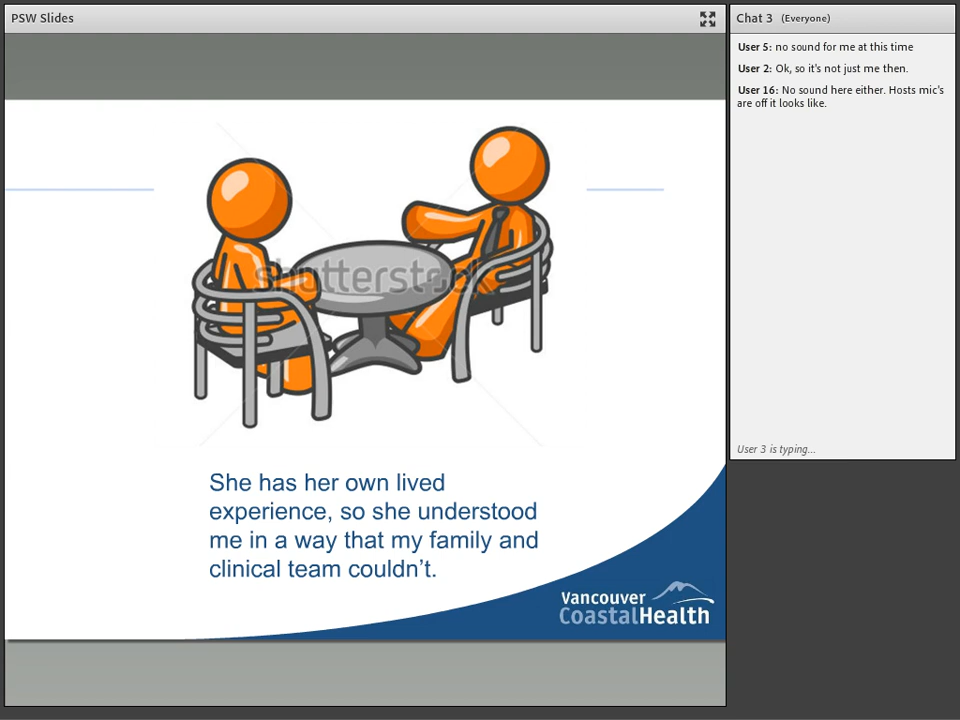 PSW Slides
shutterstock
She has her own lived
experience, so she understood
me in a way that my family and
clinical team couldn't.
Vancouver
CoastalHealth
Chat 3 (Everyone)
User 5: no sound for me at this time
User 2: Ok, so it's not just me then.
User 16: No sound here either. Hosts mic's
are off it looks like.
User 3 is typing...